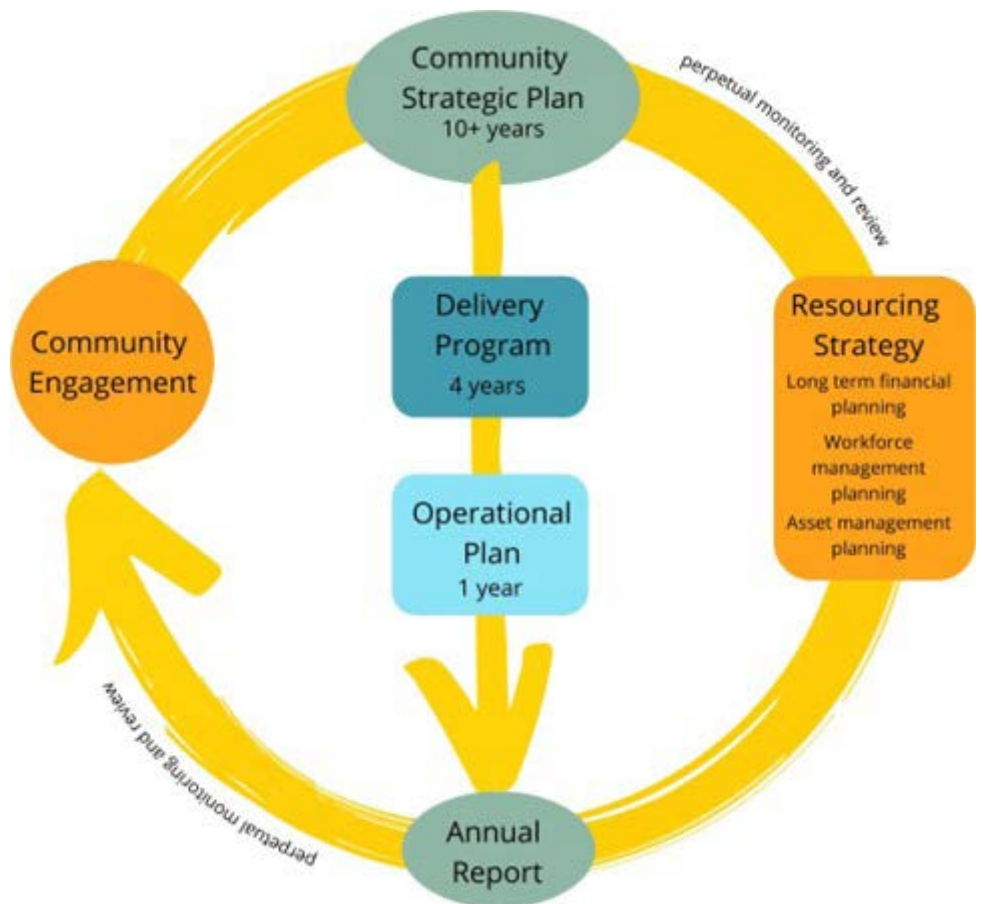 Community
Strategic Plan
10+ years
perpetual monitoring and review
Community
Engagement
Delivery
Program
4 years
Resourcing
Strategy
Long term financial
planning
Workforce
management
planning
Asset management
planning
Operational
Plan
1 year
perpetual monitoring and review
Annual
Report